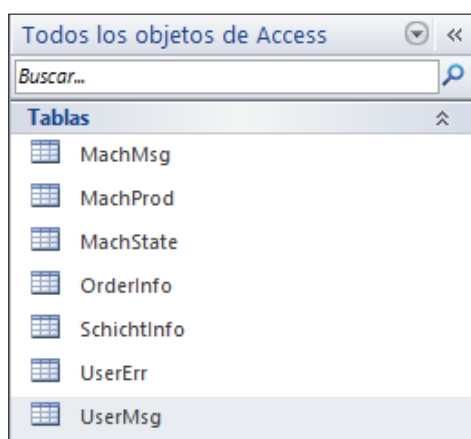 Todos los objetos de Access
Buscar...
Tablas
MachMsg
MachProd
MachState
OrderInfo
SchichtInfo
UserErr
UserMsg